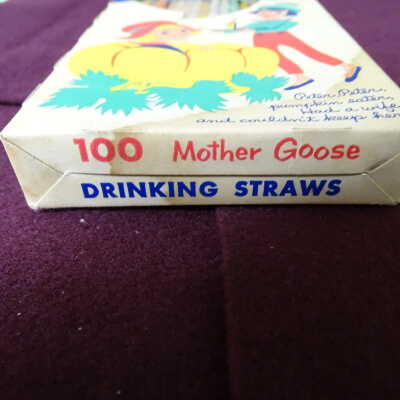 Peter, Peter,
pumpkin eater,
Had a wife
and couldn't keep her
100 Mother Goose
DRINKING STRAWS